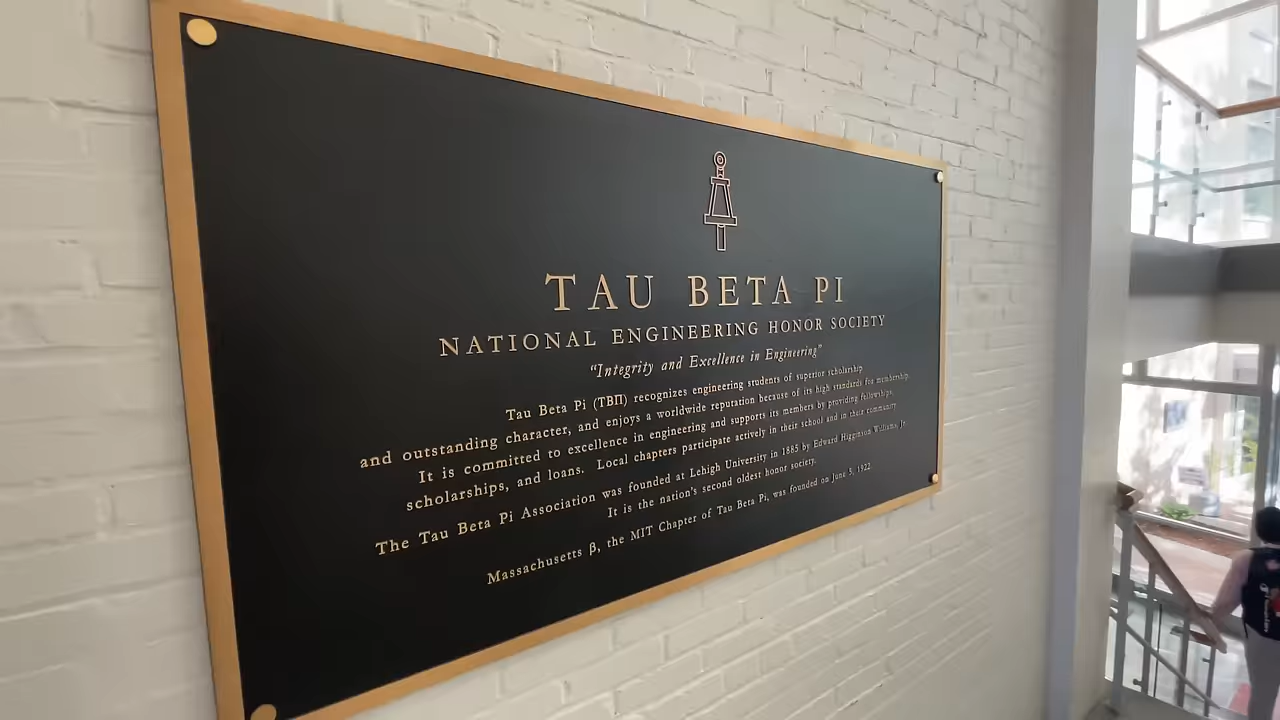 TAU BETA PI
NATIONAL ENGINEERING HONOR SOCIETY
“Integrity and Excellence in Engineering”
Tau Beta Pi (TBΠ) recognizes engineering students of superior scholarship
and outstanding character, and enjoys a worldwide reputation because of its high standards for membership.
It is committed to excellence in engineering and supports its members by providing fellowships,
scholarships, and loans. Local chapters participate actively in their school and in their community.
The Tau Beta Pi Association was founded at Lehigh University in 1885 by Edward Higginson Williams, Jr.
It is the nation's second oldest honor society.
Massachusetts β, the MIT Chapter of Tau Beta Pi, was founded on June 5, 1922